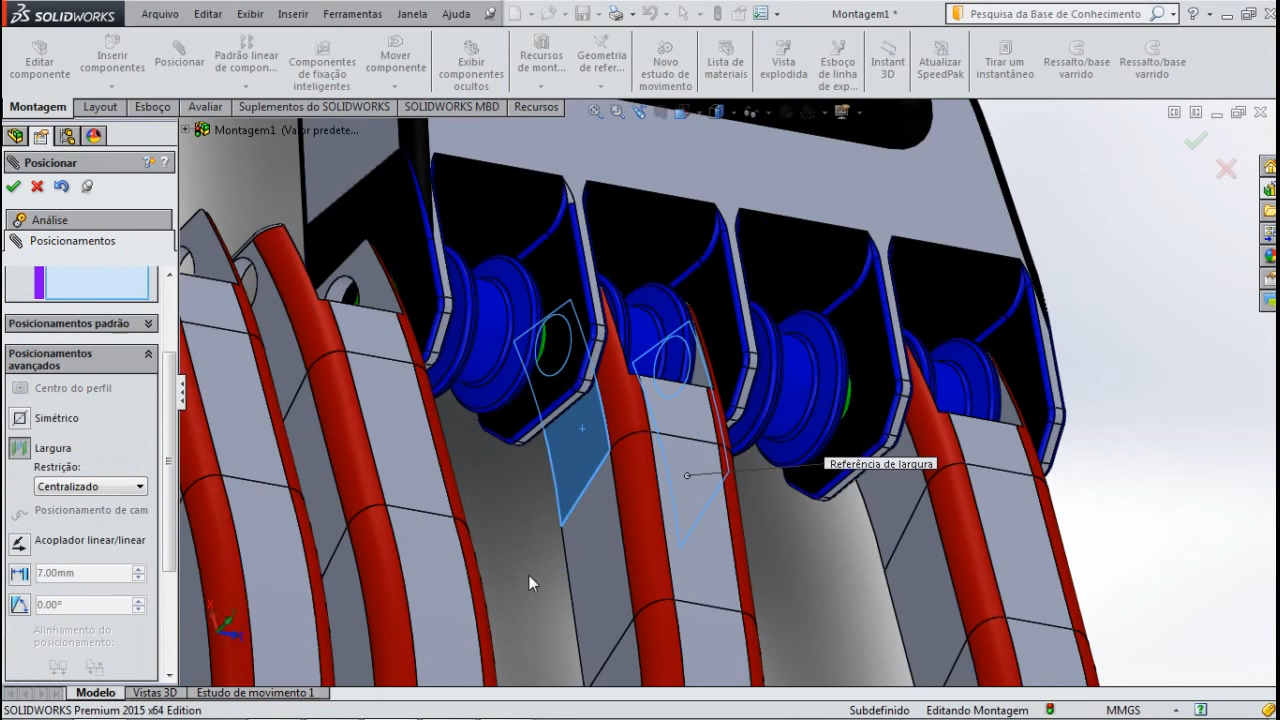 SOLIDWORKS
Arquivo Editar Exibir Inserir Ferramentas Janela Ajuda
Montagem1 *
Pesquisa da Base de Conhecimento
Editar componente
Inserir componentes
Posicionar
Padrão linear de compon...
Componentes de fixação inteligentes
Mover componente
Exibir componentes ocultos
Recursos de mont...
Geometria de refer...
Novo estudo de movimento
Lista de materiais
Vista explodida
Esboço de linha de exp...
Instant 3D
Atualizar SpeedPak
Tirar um instantâneo
Ressalto/base varrido
Ressalto/base varrido
Montagem Layout Esboço Avaliar Suplementos do SOLIDWORKS SOLIDWORKS MBD Recursos
Montagem1 (Valor predete...
Posicionar
Análise
Posicionamentos
Posicionamentos padrão
Posicionamentos avançados
Centro do perfil
Simétrico
Largura
Restrição:
Centralizado
Posicionamento de cam
Acoplador linear/linear
7.00mm
0.00°
Alinhamento do posicionamento:
Referência de largura
X
Modelo Vistas 3D Estudo de movimento 1
SOLIDWORKS Premium 2015 x64 Edition
Subdefinido Editando Montagem MMGS